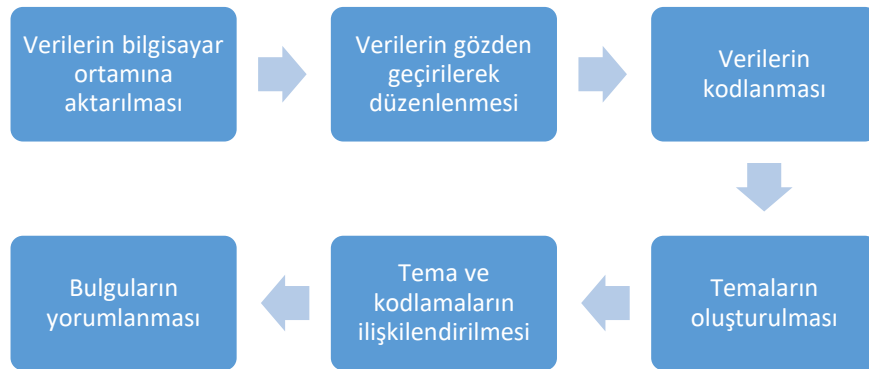 Verilerin bilgisayar
ortamına
aktarılması
Verilerin gözden
geçirilerek
düzenlenmesi
Verilerin
kodlanması
Temaların
oluşturulması
Tema ve
kodlamaların
ilişkilendirilmesi
Bulguların
yorumlanması